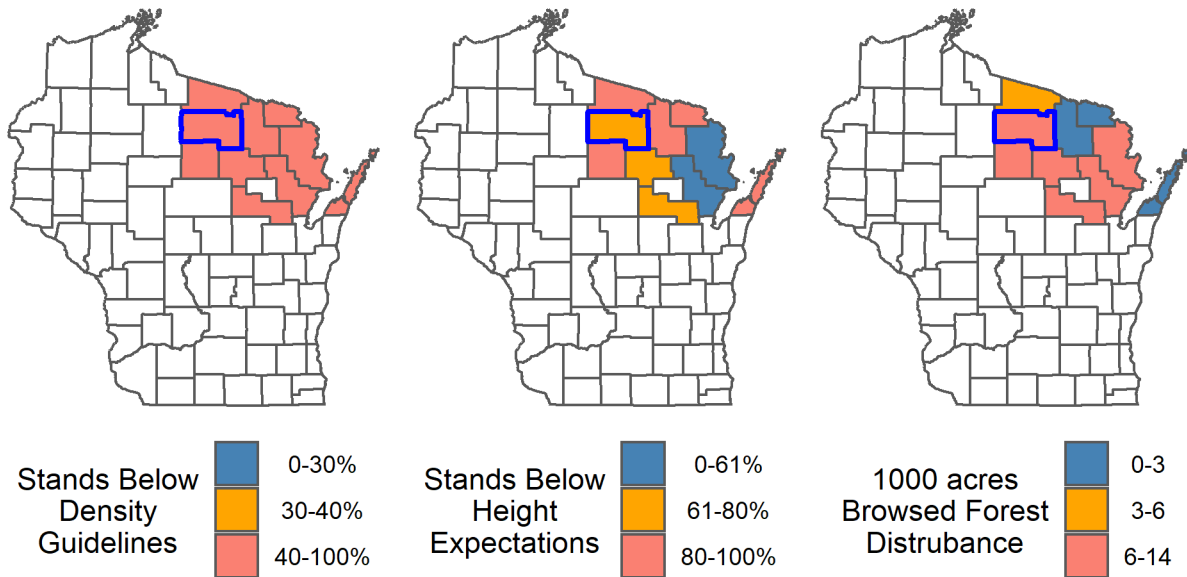 Stands Below
Density
Guidelines
0-30%
30-40%
40-100%
Stands Below
Height
Expectations
0-61%
61-80%
80-100%
1000 acres
Browsed Forest
Distrubance
0-3
3-6
6-14